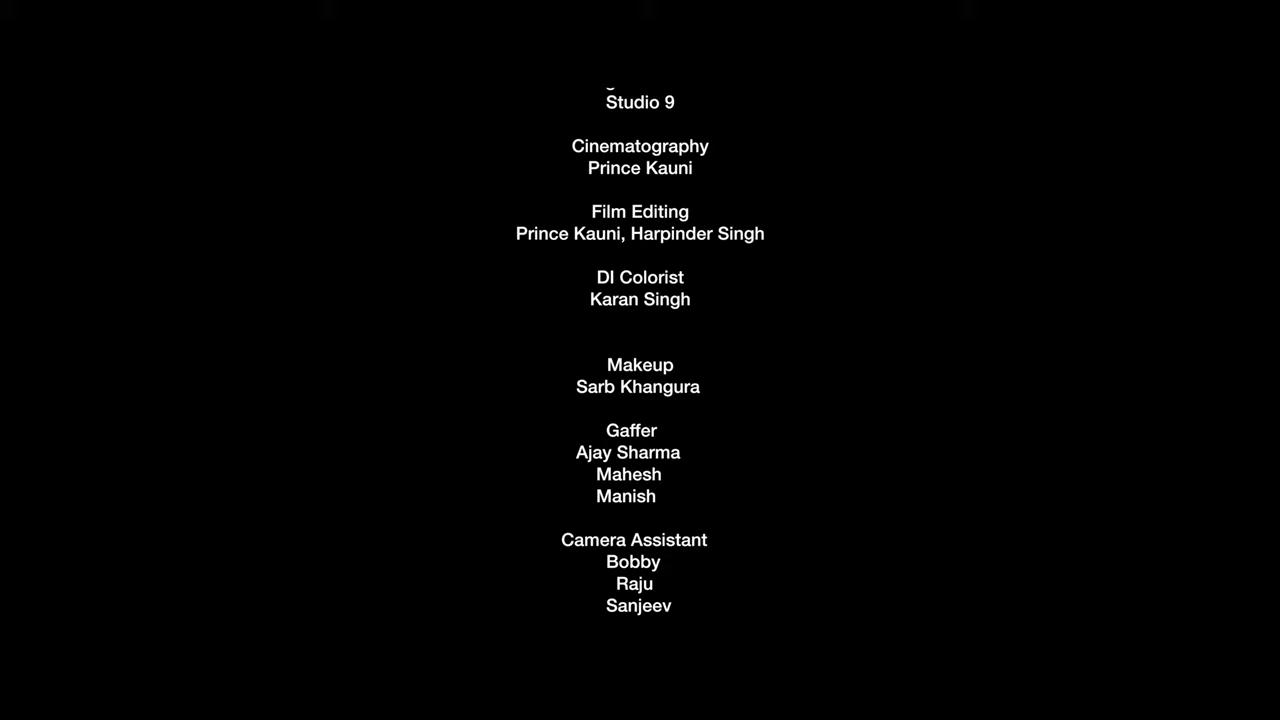 Studio 9
Cinematography
Prince Kauni
Film Editing
Prince Kauni, Harpinder Singh
DI Colorist
Karan Singh
Makeup
Sarb Khangura
Gaffer
Ajay Sharma
Mahesh
Manish
Camera Assistant
Bobby
Raju
Sanjeev